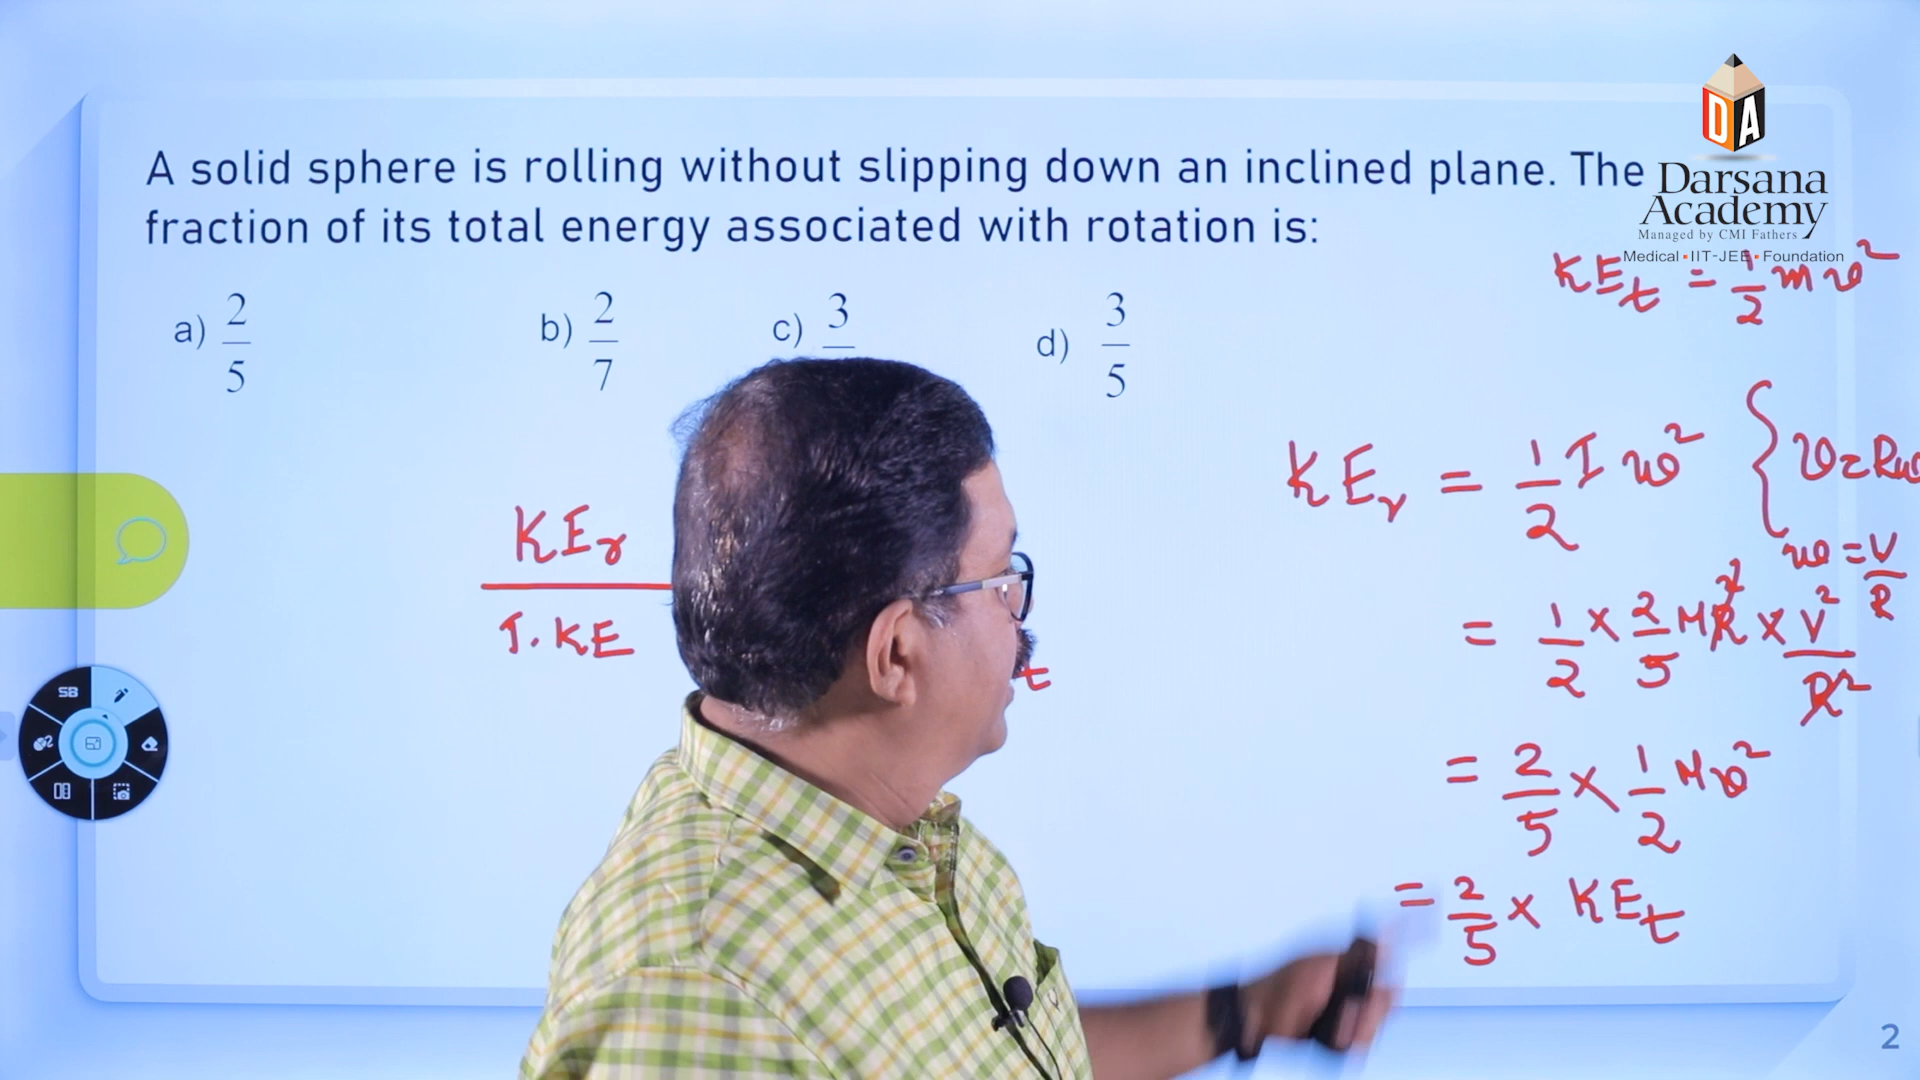 DA
Darsana
Academy
Managed by CMI Fathers
Medical ▪ IIT-JEE ▪ Foundation
A solid sphere is rolling without slipping down an inclined plane. The
fraction of its total energy associated with rotation is:
a) 2/5 b) 2/7 c) 3/ d) 3/5
KEt = 1/2 mv²
KEr = 1/2 Iω² { v=Rω
ω = V/R
= 1/2 × 2/5 MR² × V²/R²
= 2/5 × 1/2 Mv²
= 2/5 × KEt
KEr
T.KE
t
SB
2